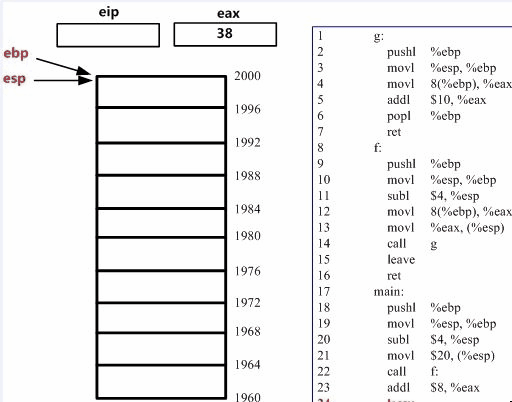 eip eax
38
ebp
esp
2000
1996
1992
1988
1984
1980
1976
1972
1968
1964
1960
1 g:
2 pushl %ebp
3 movl %esp, %ebp
4 movl 8(%ebp), %eax
5 addl $10, %eax
6 popl %ebp
7 ret
8 f:
9 pushl %ebp
10 movl %esp, %ebp
11 subl $4, %esp
12 movl 8(%ebp), %eax
13 movl %eax, (%esp)
14 call g
15 leave
16 ret
17 main:
18 pushl %ebp
19 movl %esp, %ebp
20 subl $4, %esp
21 movl $20, (%esp)
22 call f:
23 addl $8, %eax